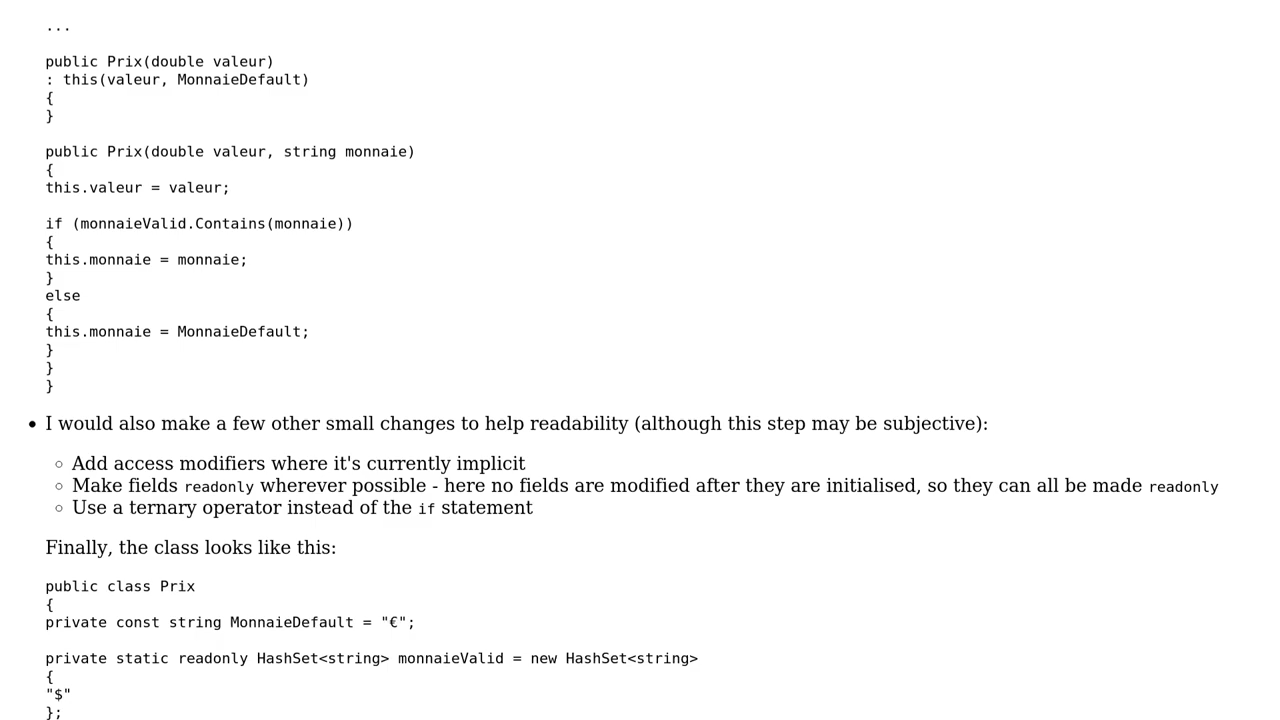 ...
public Prix(double valeur)
: this(valeur, MonnaieDefault)
{
}
public Prix(double valeur, string monnaie)
{
this.valeur = valeur;
if (monnaieValid.Contains(monnaie))
{
this.monnaie = monnaie;
}
else
{
this.monnaie = MonnaieDefault;
}
}
}
• I would also make a few other small changes to help readability (although this step may be subjective):
◦ Add access modifiers where it's currently implicit
◦ Make fields readonly wherever possible - here no fields are modified after they are initialised, so they can all be made readonly
◦ Use a ternary operator instead of the if statement
Finally, the class looks like this:
public class Prix
{
private const string MonnaieDefault = "€";
private static readonly HashSet<string> monnaieValid = new HashSet<string>
{
"$"
};